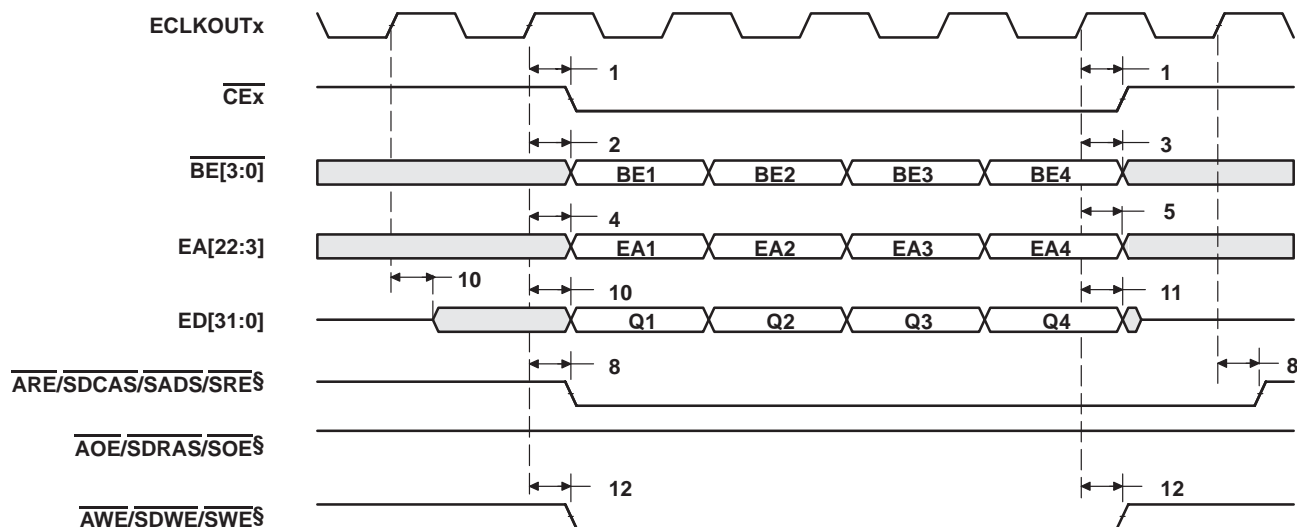 ECLKOUTx
1 1
CEx
2 3
BE[3:0] BE1 BE2 BE3 BE4
4 5
EA[22:3] EA1 EA2 EA3 EA4
10 10 11
ED[31:0] Q1 Q2 Q3 Q4
8 8
ARE/SDCAS/SADS/SRE§
AOE/SDRAS/SOE§
12 12
AWE/SDWE/SWE§